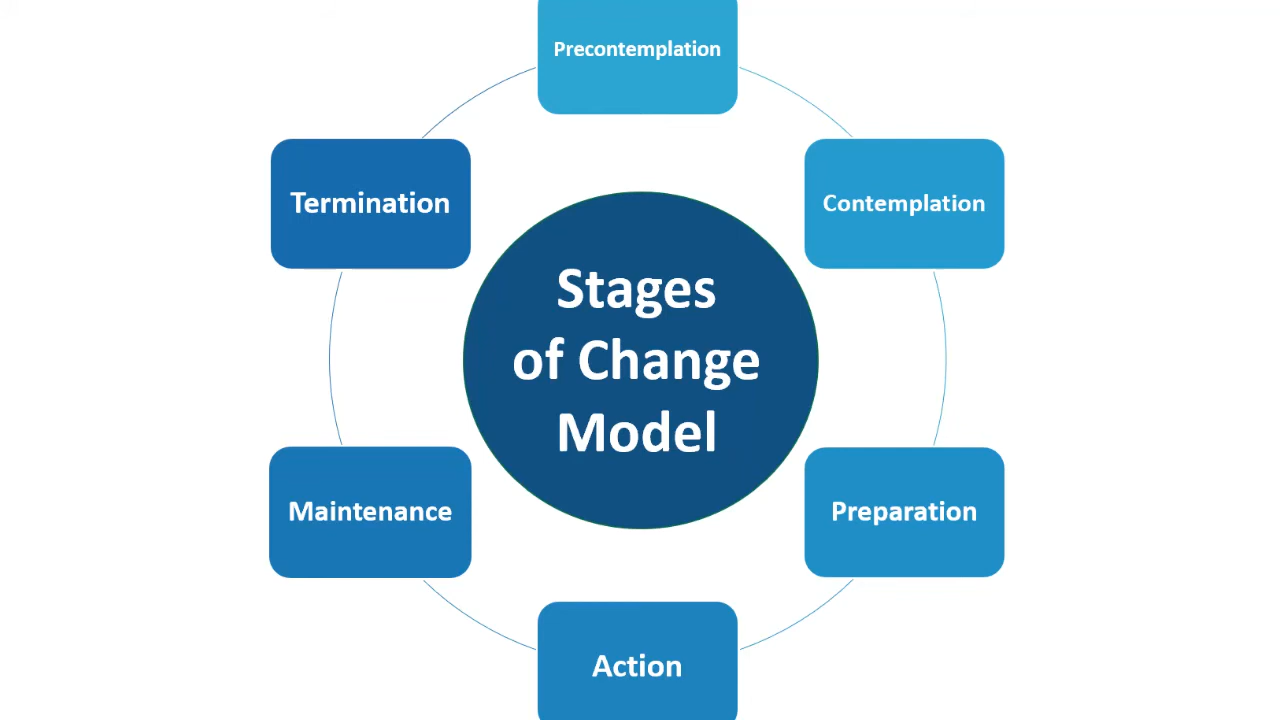 Precontemplation
Termination
Contemplation
Stages
of Change
Model
Maintenance
Preparation
Action